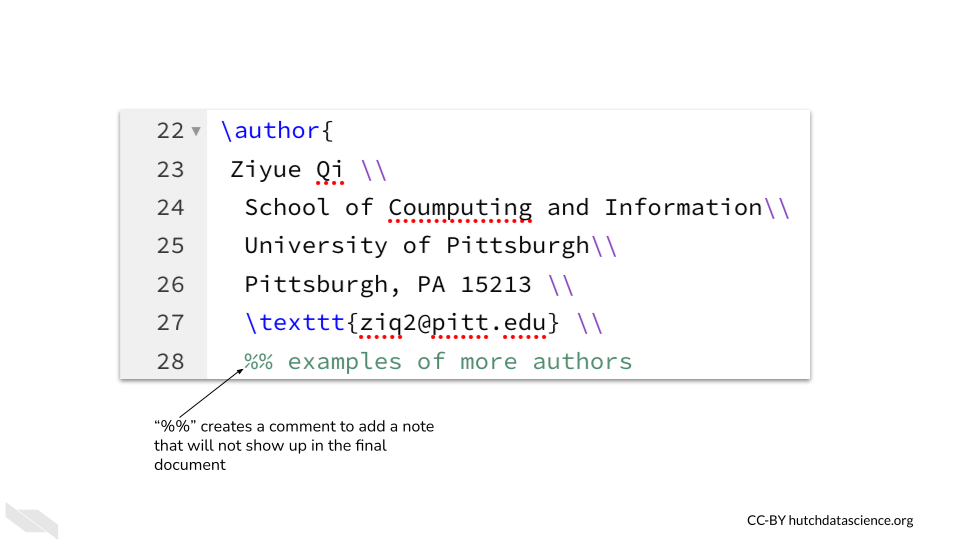 22 \author{
23 Ziyue Qi \\
24 School of Coumputing and Information\\
25 University of Pittsburgh\\
26 Pittsburgh, PA 15213 \\
27 \texttt{ziq2@pitt.edu} \\
28 %% examples of more authors
“%%” creates a comment to add a note
that will not show up in the final
document
CC-BY hutchdatascience.org